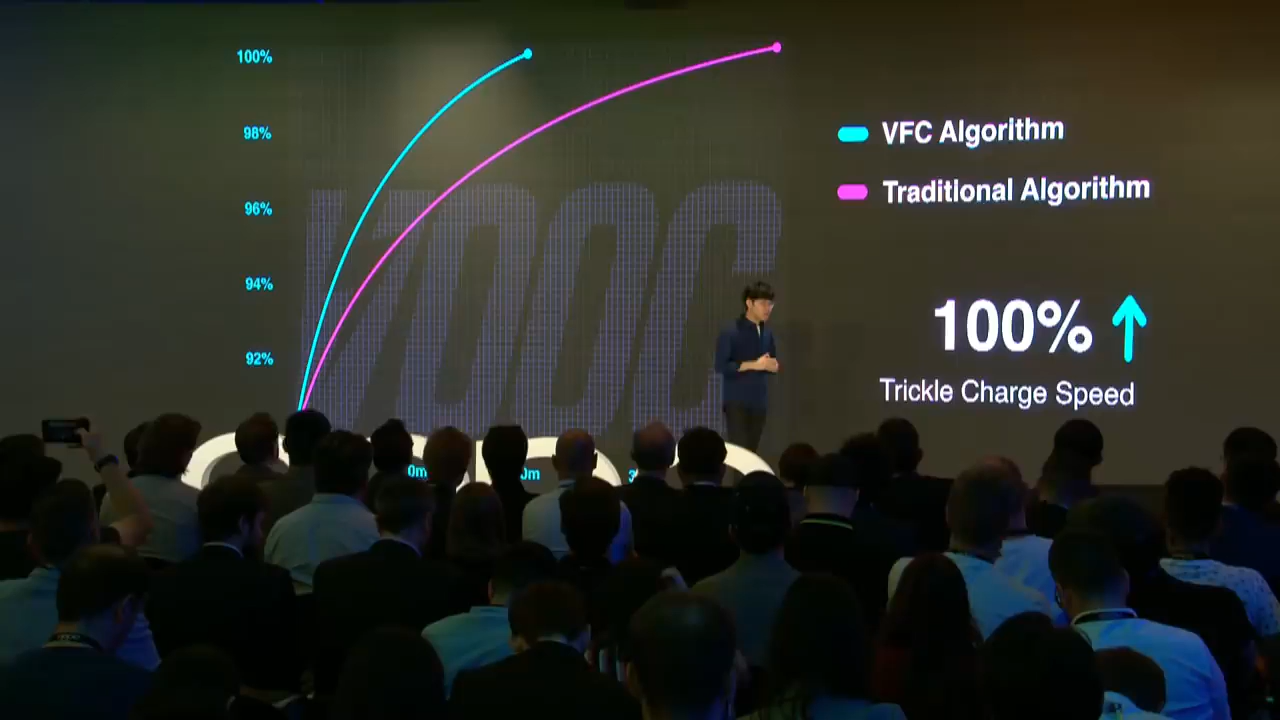 100%
98%
96%
94%
92%
VOOC
VFC Algorithm
Traditional Algorithm
100%
Trickle Charge Speed